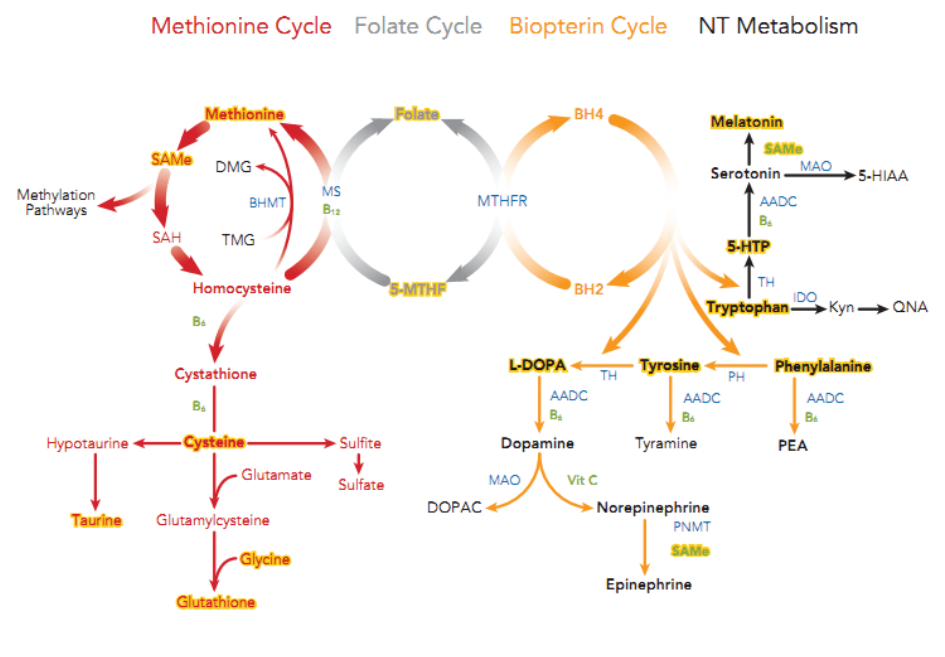 Methionine Cycle Folate Cycle Biopterin Cycle NT Metabolism
Methionine
Folate
BH4
Melatonin
SAMe
SAMe
DMG
Serotonin
MAO
5-HIAA
Methylation
Pathways
BHMT
MS
B₁₂
MTHFR
AADC
B₆
SAH
TMG
5-HTP
Homocysteine
5-MTHF
BH2
TH
Tryptophan
IDO
Kyn
QNA
B₆
Cystathione
L-DOPA
TH
Tyrosine
PH
Phenylalanine
B₆
AADC
B₆
AADC
B₆
AADC
B₆
Hypotaurine
Cysteine
Sulfite
Dopamine
Tyramine
PEA
Glutamate
Sulfate
MAO
Vit C
Taurine
Glutamylcysteine
DOPAC
Norepinephrine
PNMT
SAMe
Glycine
Epinephrine
Glutathione